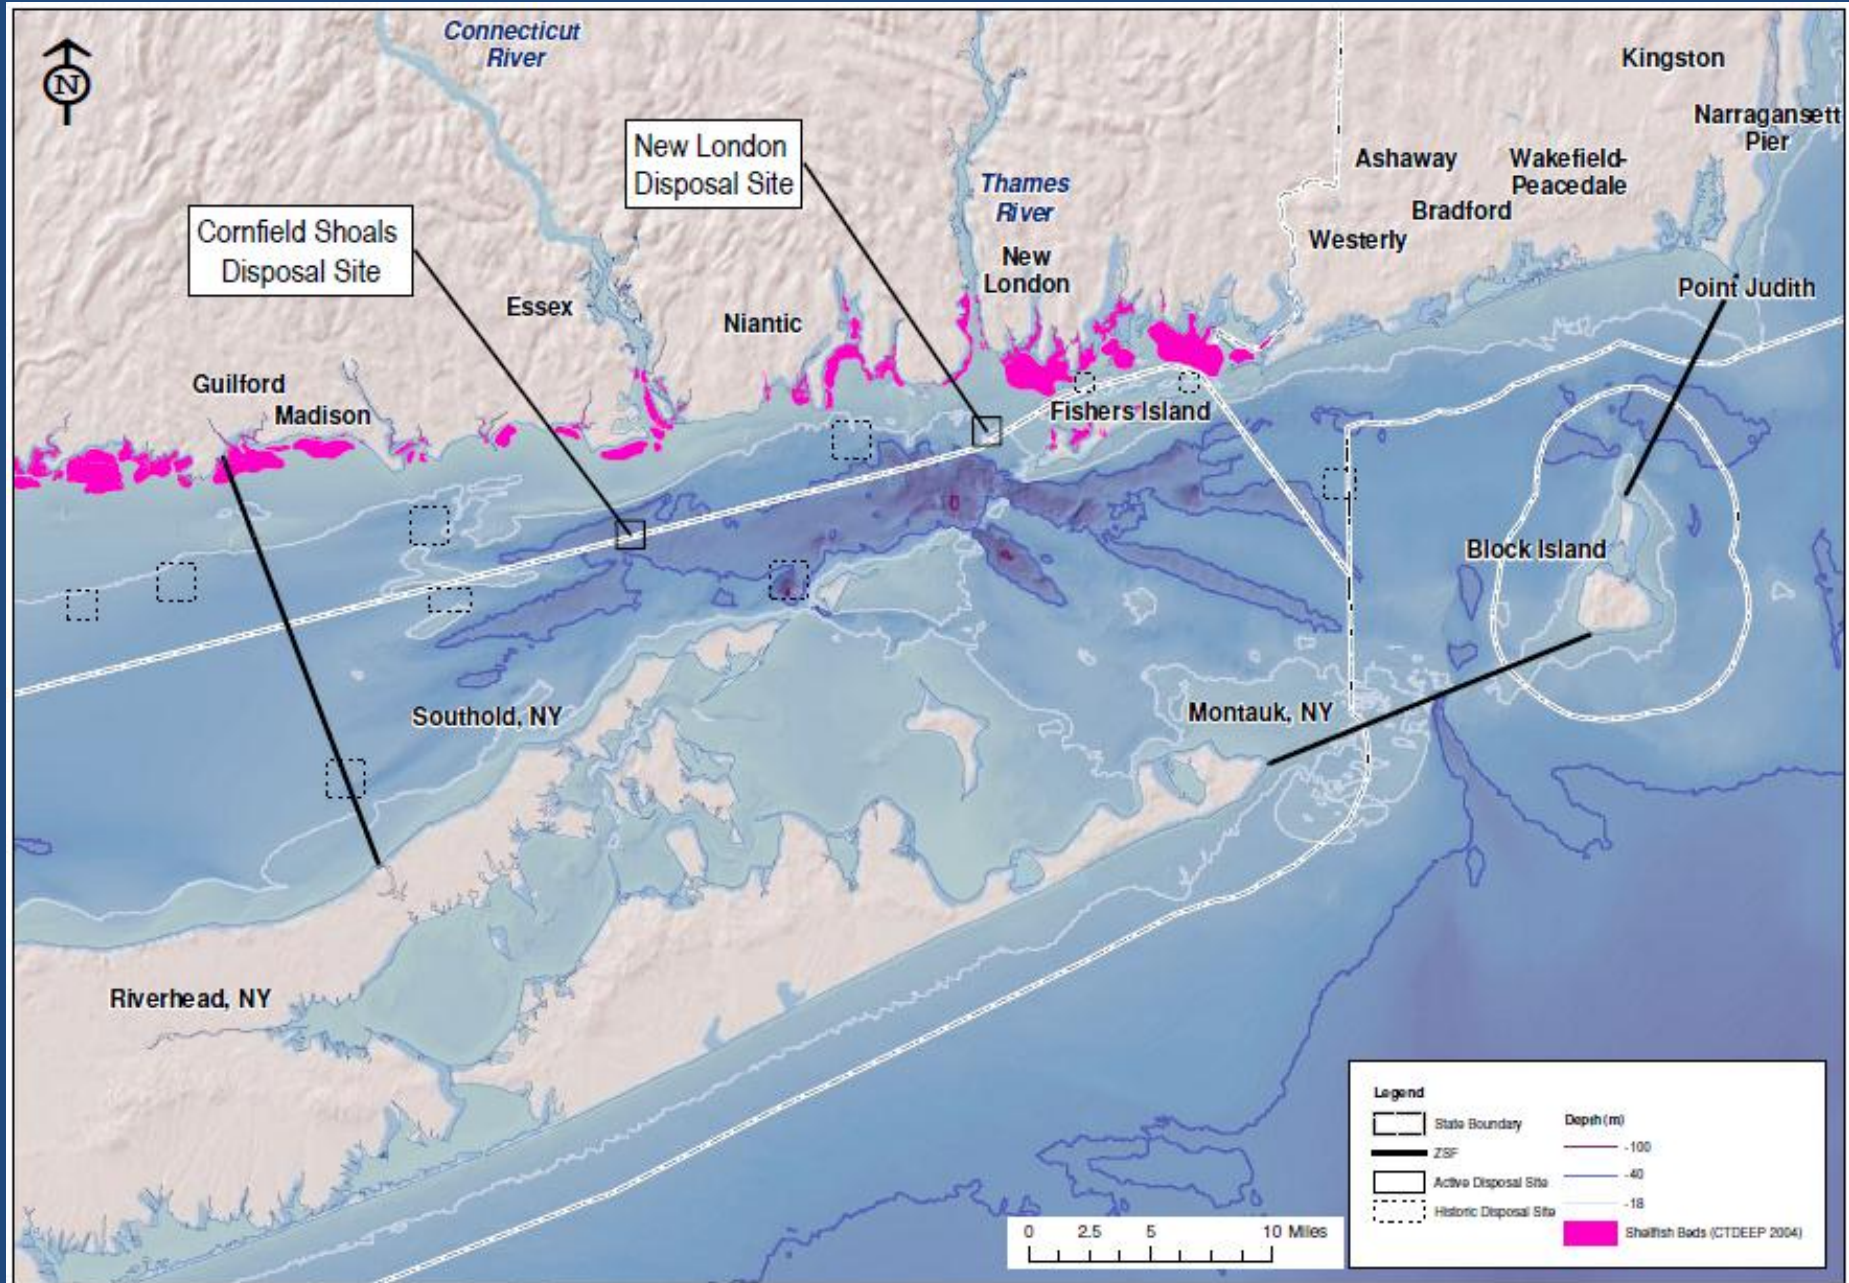 Connecticut
River
Kingston
N
Narragansett
Pier
New London
Disposal Site
Ashaway
Wakefield-
Peacedale
Thames
River
Bradford
Cornfield Shoals
Disposal Site
Westerly
New
London
Point Judith
Essex
Niantic
Guilford
Madison
Fishers Island
Block Island
Southold, NY
Montauk, NY
Riverhead, NY
Legend
State Boundary
ZSF
Active Disposal Site
Historic Disposal Site
Depth (m)
-100
-40
-18
Shellfish Beds (CTDEEP 2004)
0 2.5 5 10 Miles